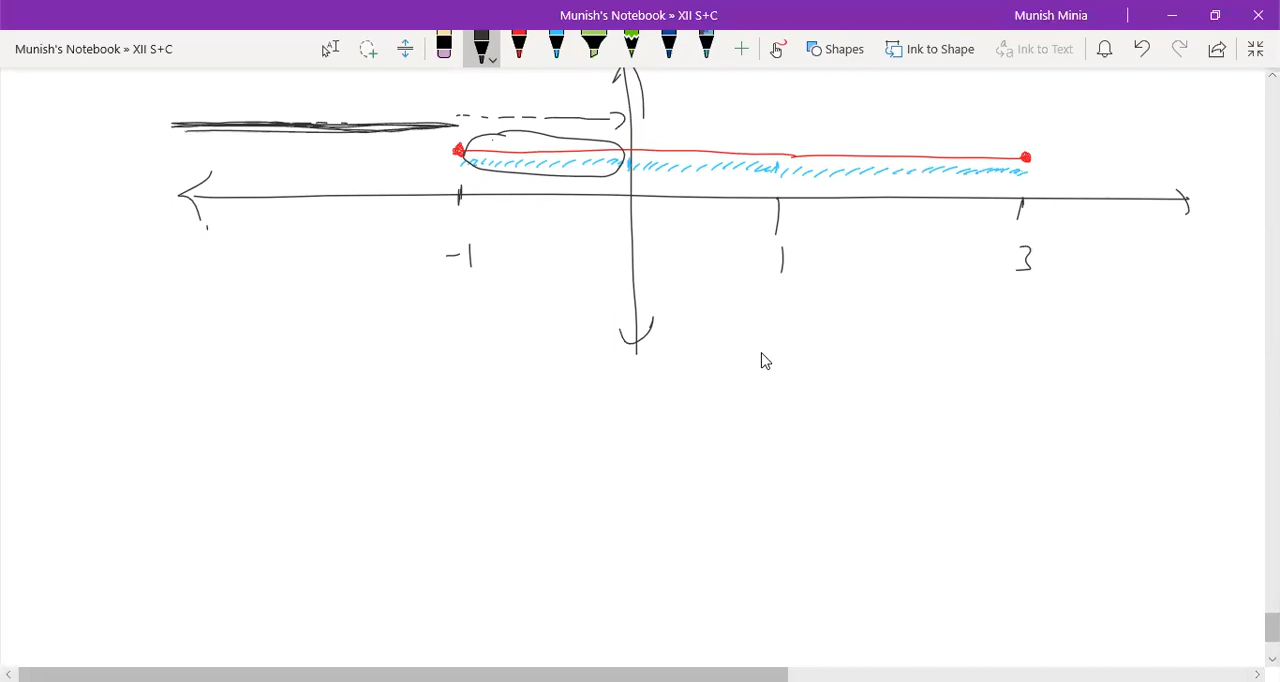 Munish's Notebook » XII S+C
Munish Minia
Munish's Notebook » XII S+C
Shapes
Ink to Shape
Ink to Text
-1
1
3